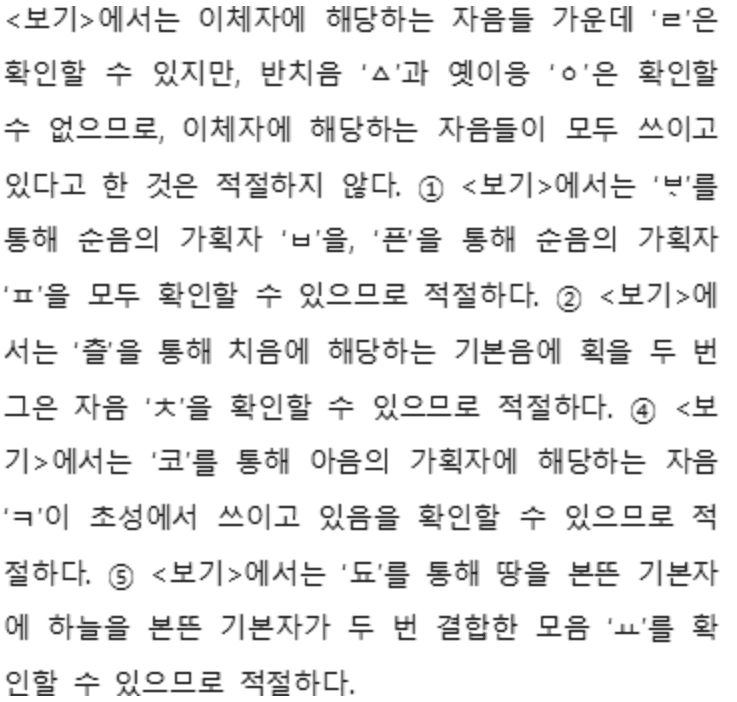 <보기>에서는 이체자에 해당하는 자음들 가운데 ‘ㄹ’은
확인할 수 있지만, 반치음 ‘ㅿ’과 옛이응 ‘ㆁ’은 확인할
수 없으므로, 이체자에 해당하는 자음들이 모두 쓰이고
있다고 한 것은 적절하지 않다. ① <보기>에서는 ‘붓’를
통해 순음의 가획자 ‘ㅂ’을, ‘픈’을 통해 순음의 가획자
‘ㅍ’을 모두 확인할 수 있으므로 적절하다. ② <보기>에
서는 ‘츨’을 통해 치음에 해당하는 기본음에 획을 두 번
그은 자음 ‘ㅊ’을 확인할 수 있으므로 적절하다. ④ <보
기>에서는 ‘코’를 통해 아음의 가획자에 해당하는 자음
‘ㅋ’이 초성에서 쓰이고 있음을 확인할 수 있으므로 적
절하다. ⑤ <보기>에서는 ‘됴’를 통해 땅을 본뜬 기본자
에 하늘을 본뜬 기본자가 두 번 결합한 모음 ‘ㅛ’를 확
인할 수 있으므로 적절하다.